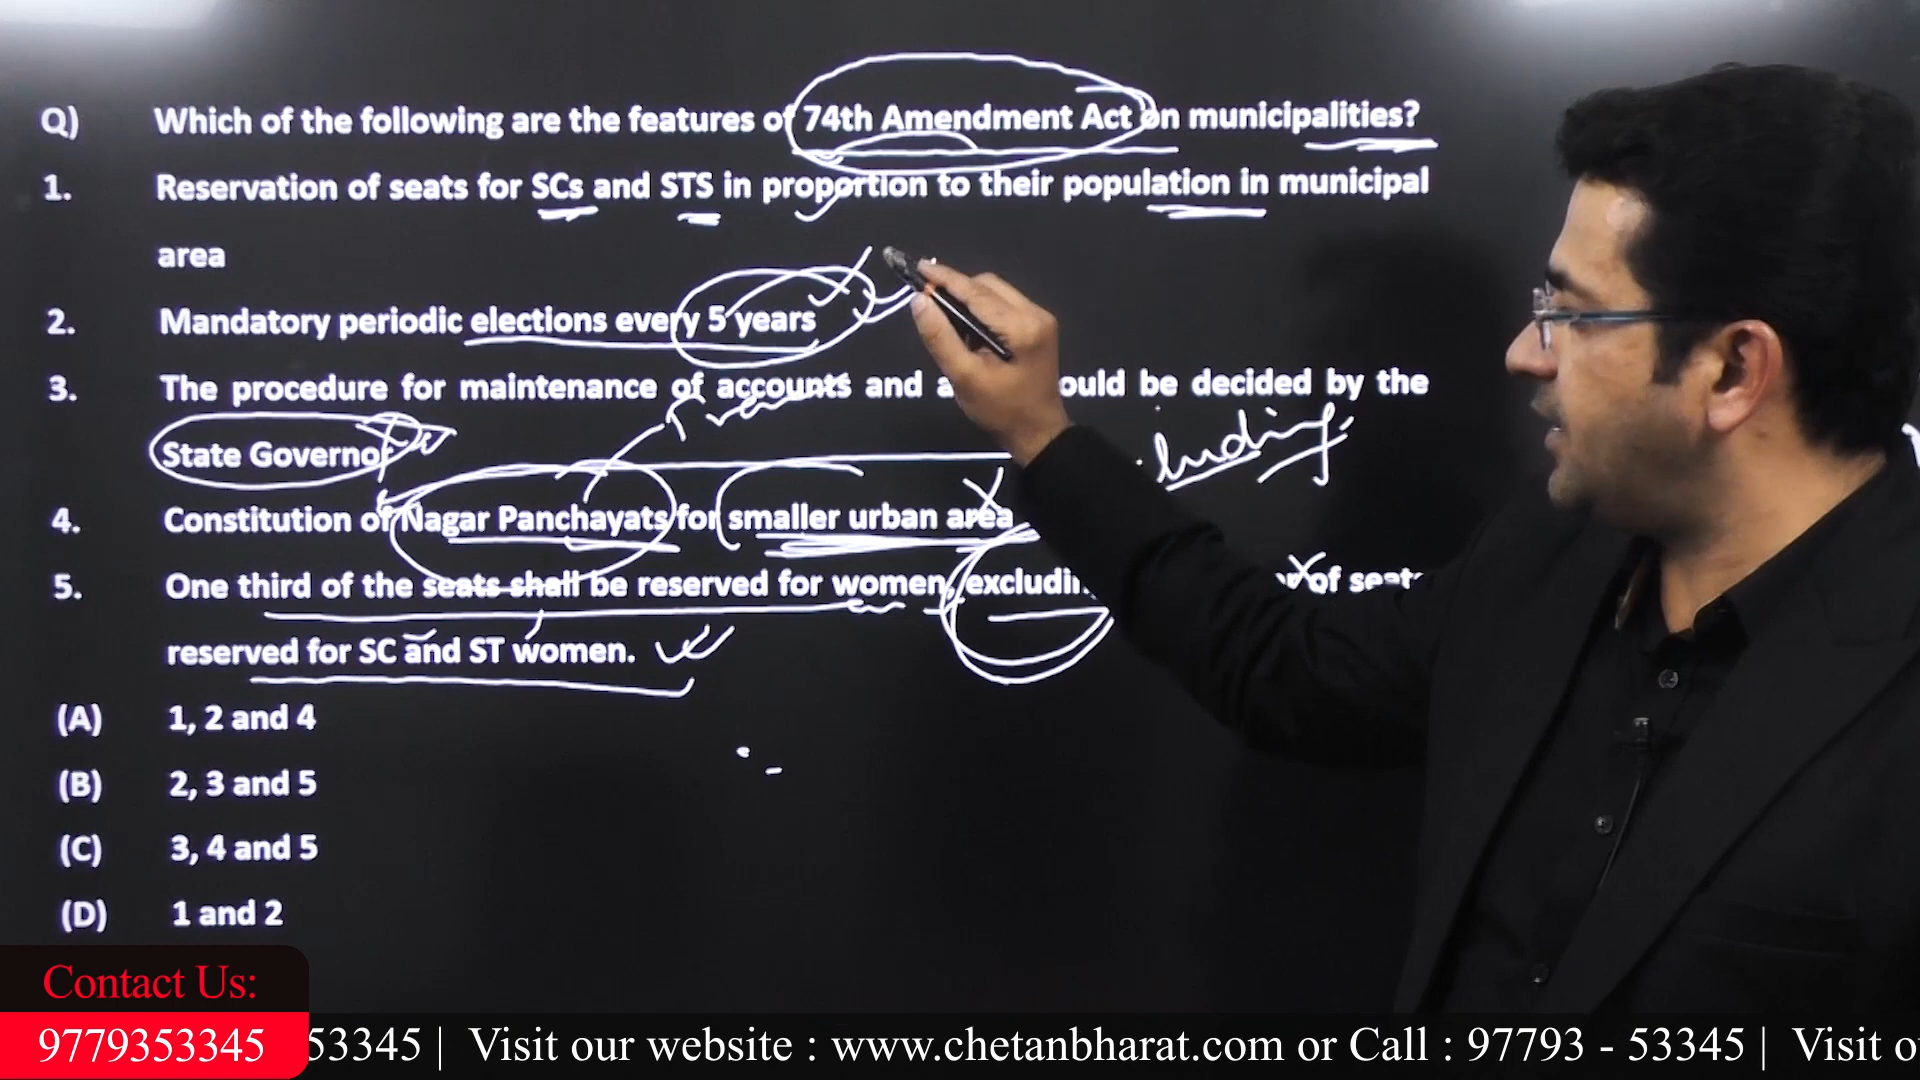 Q) Which of the following are the features of 74th Amendment Act on municipalities?
1. Reservation of seats for SCs and STS in proportion to their population in municipal
area
2. Mandatory periodic elections every 5 years
3. The procedure for maintenance of accounts and ould be decided by the
State Governor
luding
4. Constitution of Nagar Panchayats for smaller urban area
5. One third of the seats shall be reserved for women, excludin of seats
reserved for SC and ST women.
(A) 1, 2 and 4
(B) 2, 3 and 5
(C) 3, 4 and 5
(D) 1 and 2
Contact Us:
9779353345 53345 | Visit our website : www.chetanbharat.com or Call : 97793 - 53345 | Visit o